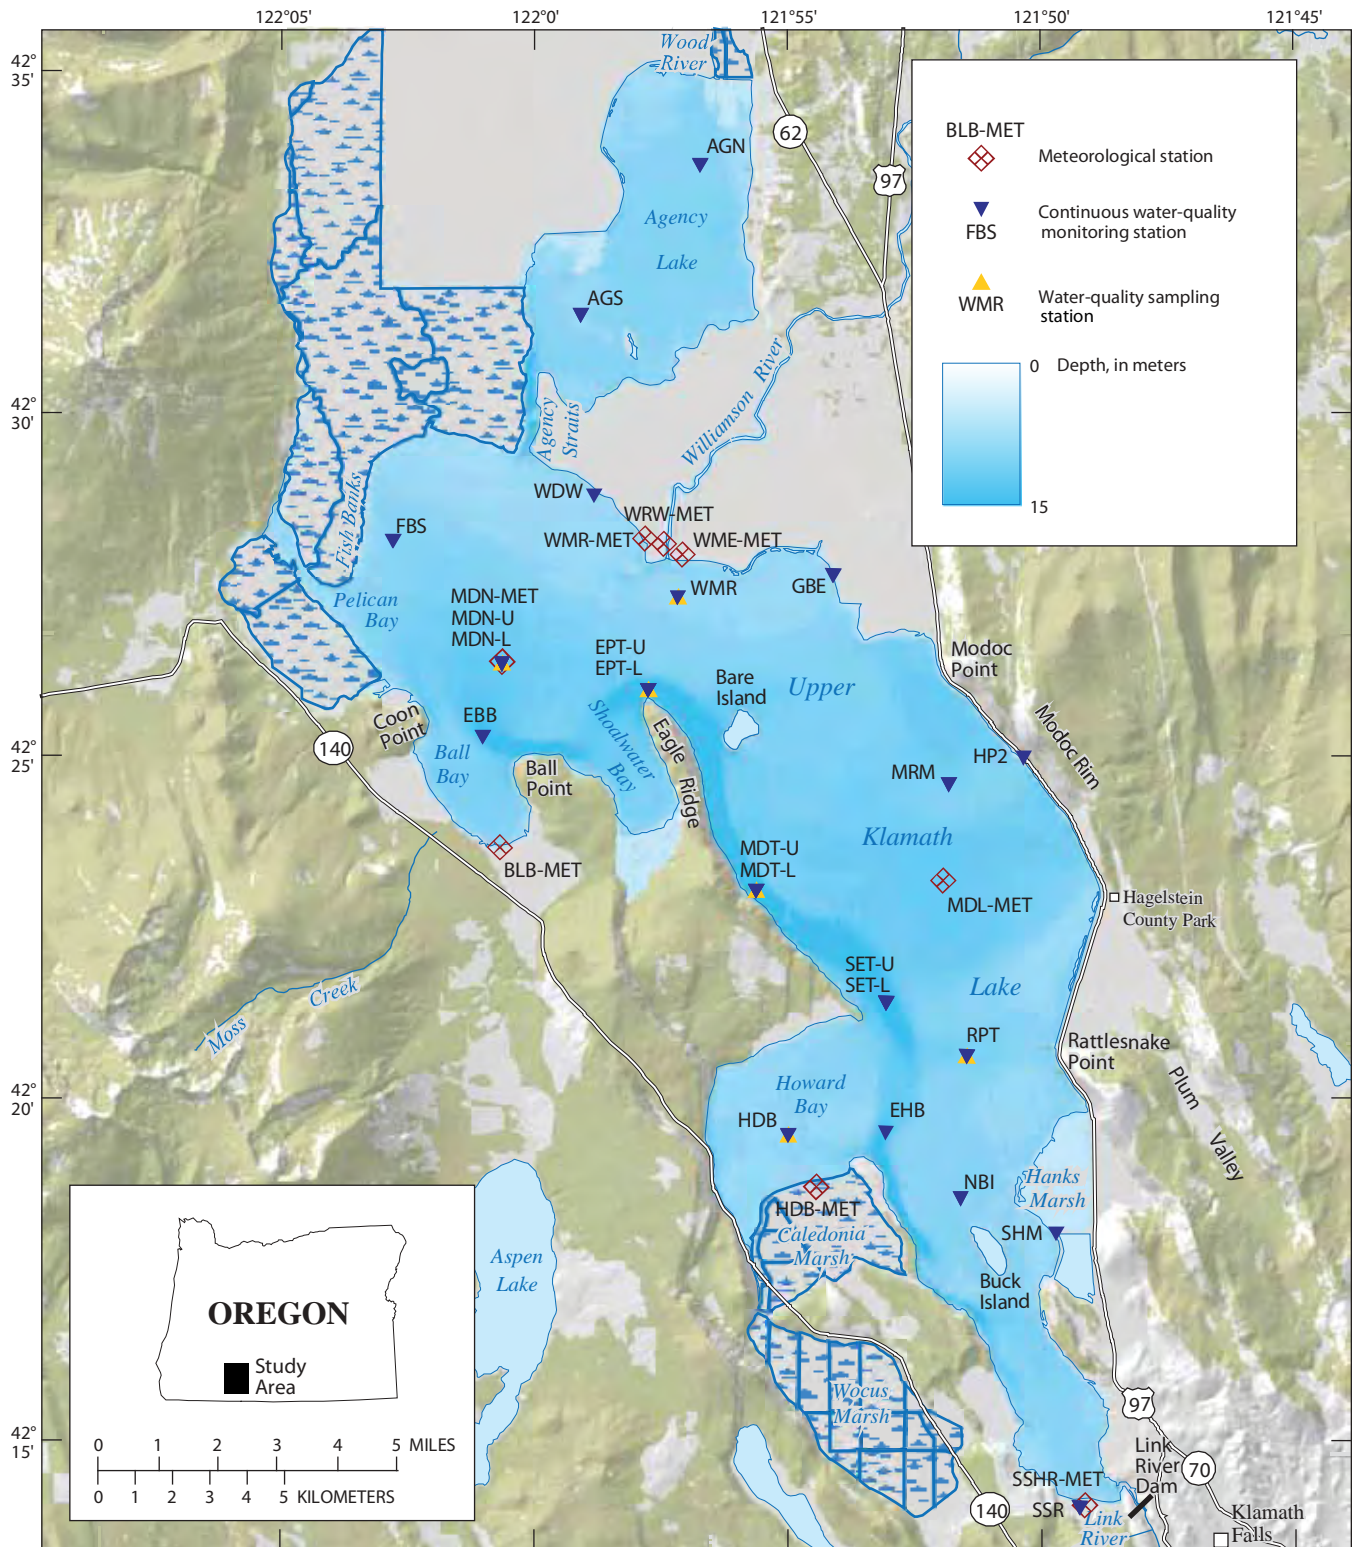 122°05'
122°0'
121°55'
121°50'
121°45'
42°
35'
Wood
River
62
97
AGN
Agency
Lake
AGS
BLB-MET
Meteorological station
FBS
Continuous water-quality
monitoring station
WMR
Water-quality sampling
station
0 Depth, in meters
15
42°
30'
Agency
Straits
Williamson River
Fish Banks
WDW
WRW-MET
WMR-MET
WME-MET
FBS
WMR
GBE
Pelican
Bay
MDN-MET
MDN-U
MDN-L
EPT-U
EPT-L
Bare
Island
Upper
Modoc
Point
Modoc Rim
Coon
Point
EBB
Ball
Bay
Ball
Point
Shoalwater
Bay
Eagle
Ridge
140
42°
25'
HP2
MRM
Klamath
MDT-U
MDT-L
BLB-MET
MDL-MET
Hagelstein
County Park
SET-U
SET-L
Lake
Moss
Creek
RPT
Rattlesnake
Point
Plum
Valley
42°
20'
Howard
Bay
HDB
EHB
NBI
Hanks
Marsh
HDB-MET
SHM
Caledonia
Marsh
Buck
Island
Aspen
Lake
OREGON
Study
Area
Wocus
Marsh
42°
15'
0 1 2 3 4 5 MILES
0 1 2 3 4 5 KILOMETERS
97
70
Link
River
Dam
SSHR-MET
SSR
140
Link
River
Klamath
Falls